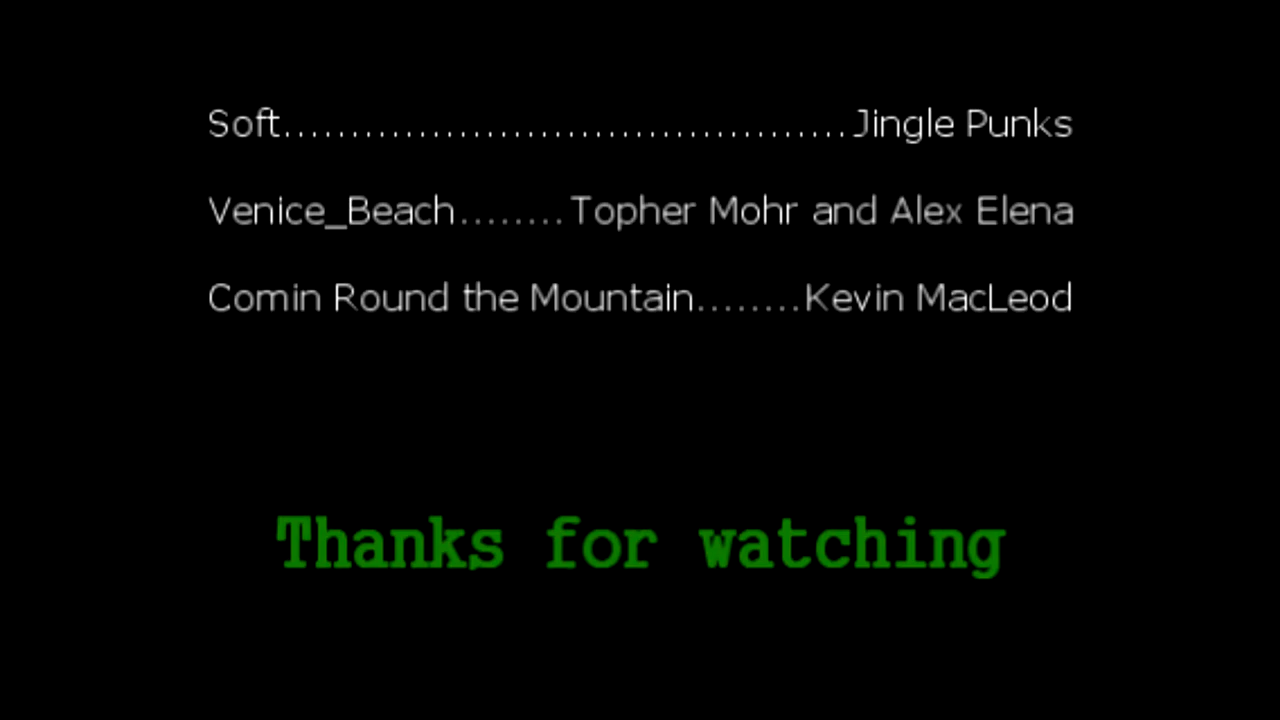 Soft..........................................Jingle Punks
Venice_Beach........Topher Mohr and Alex Elena
Comin Round the Mountain........Kevin MacLeod
Thanks for watching